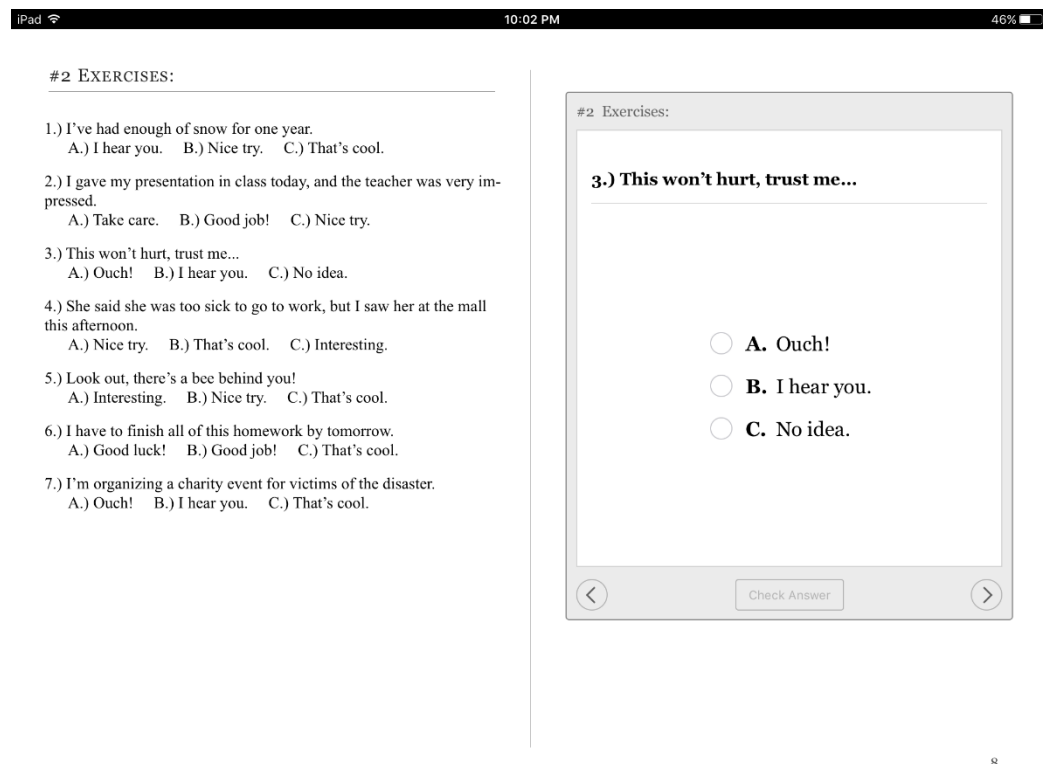 iPad
10:02 PM
46%
#2 Exercises:
1.) I’ve had enough of snow for one year.
A.) I hear you. B.) Nice try. C.) That’s cool.
2.) I gave my presentation in class today, and the teacher was very im-
pressed.
A.) Take care. B.) Good job! C.) Nice try.
3.) This won’t hurt, trust me...
A.) Ouch! B.) I hear you. C.) No idea.
4.) She said she was too sick to go to work, but I saw her at the mall
this afternoon.
A.) Nice try. B.) That’s cool. C.) Interesting.
5.) Look out, there’s a bee behind you!
A.) Interesting. B.) Nice try. C.) That’s cool.
6.) I have to finish all of this homework by tomorrow.
A.) Good luck! B.) Good job! C.) That’s cool.
7.) I’m organizing a charity event for victims of the disaster.
A.) Ouch! B.) I hear you. C.) That’s cool.
#2 Exercises:
3.) This won’t hurt, trust me...
A. Ouch!
B. I hear you.
C. No idea.
Check Answer
8